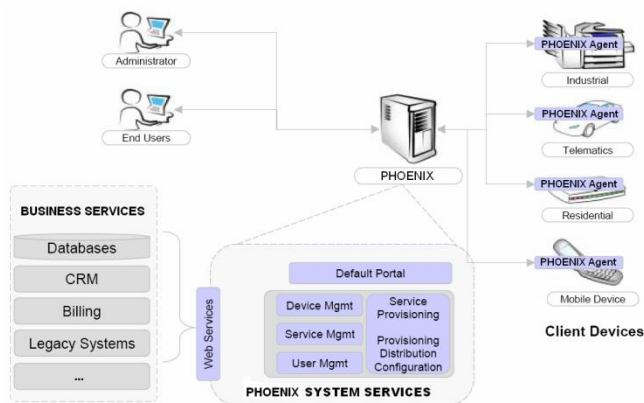 Administrator
End Users
PHOENIX
PHOENIX Agent
Industrial
PHOENIX Agent
Telematics
PHOENIX Agent
Residential
PHOENIX Agent
Mobile Device
Client Devices
BUSINESS SERVICES
Databases
CRM
Billing
Legacy Systems
...
Web Services
Default Portal
Device Mgmt
Service Mgmt
User Mgmt
Service
Provisioning
Provisioning
Distribution
Configuration
PHOENIX SYSTEM SERVICES